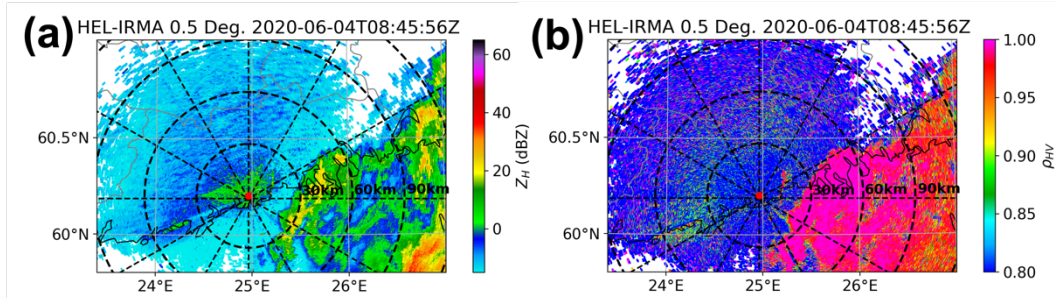 (a) HEL-IRMA 0.5 Deg. 2020-06-04T08:45:56Z
60.5°N
60°N
24°E
25°E
26°E
30km
60km
90km
60
40
20
0
Z_H (dBZ)
(b) HEL-IRMA 0.5 Deg. 2020-06-04T08:45:56Z
60.5°N
60°N
24°E
25°E
26°E
30km
60km
90km
1.00
0.95
0.90
0.85
0.80
ρ_HV